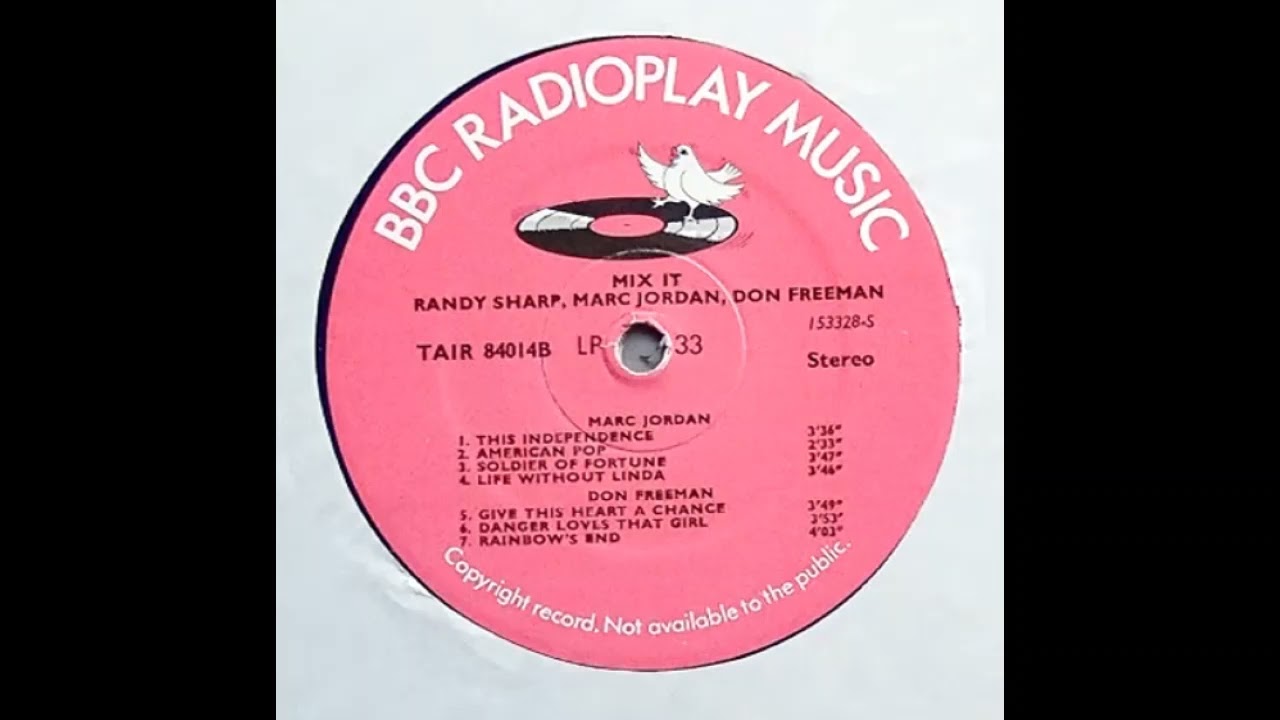 BBC RADIOPLAY MUSIC
MIX IT
RANDY SHARP, MARC JORDAN, DON FREEMAN
153328-S
TAIR 84014B LP 33 Stereo
MARC JORDAN
1. THIS INDEPENDENCE 3'36"
2. AMERICAN POP 2'33"
3. SOLDIER OF FORTUNE 3'47"
4. LIFE WITHOUT LINDA 3'46"
DON FREEMAN
5. GIVE THIS HEART A CHANCE 3'49"
6. DANGER LOVES THAT GIRL 3'53"
7. RAINBOW'S END 4'03"
Copyright record. Not available to the public.